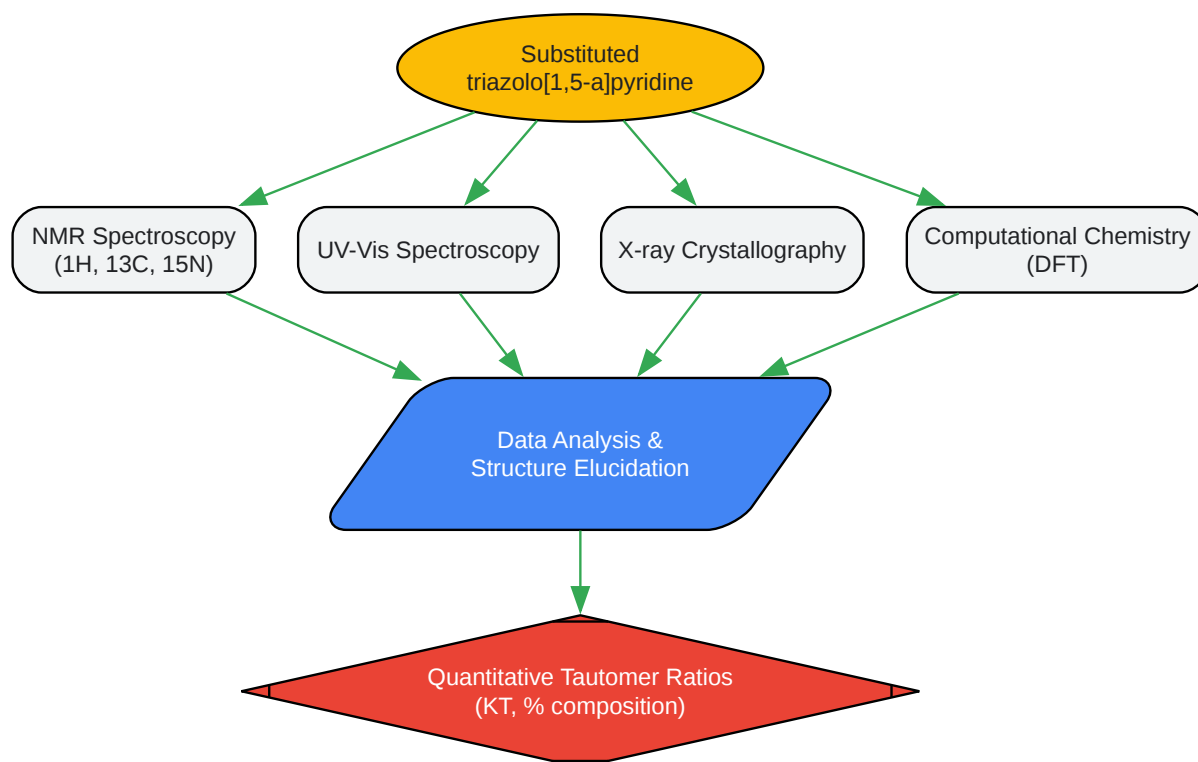 Substituted
triazolo[1,5-a]pyridine
NMR Spectroscopy
(1H, 13C, 15N)
UV-Vis Spectroscopy
X-ray Crystallography
Computational Chemistry
(DFT)
Data Analysis &
Structure Elucidation
Quantitative Tautomer Ratios
(KT, % composition)